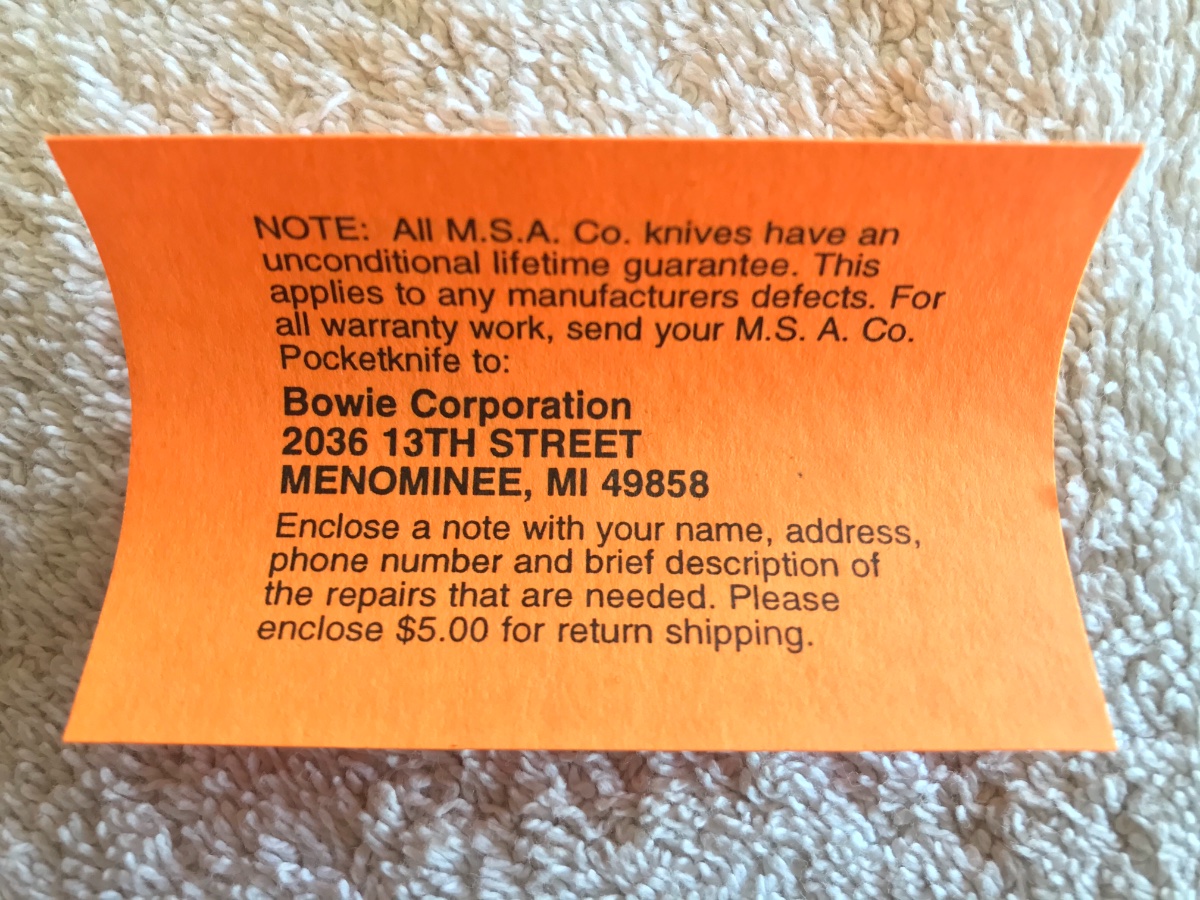 NOTE: All M.S.A. Co. knives have an
unconditional lifetime guarantee. This
applies to any manufacturers defects. For
all warranty work, send your M.S. A. Co.
Pocketknife to:
Bowie Corporation
2036 13TH STREET
MENOMINEE, MI 49858
Enclose a note with your name, address,
phone number and brief description of
the repairs that are needed. Please
enclose $5.00 for return shipping.